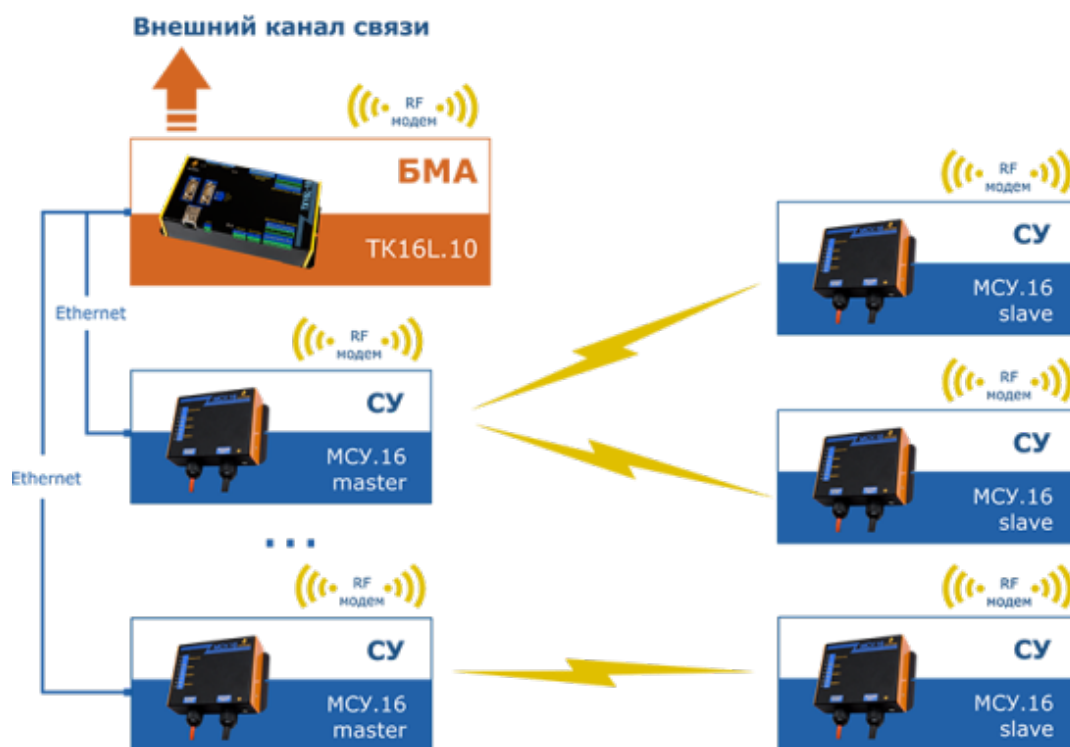 Внешний канал связи
RF
модем
БМА
TK16L.10
Ethernet
RF
модем
СУ
МСУ.16
master
Ethernet
...
RF
модем
СУ
МСУ.16
master
RF
модем
СУ
МСУ.16
slave
RF
модем
СУ
МСУ.16
slave
RF
модем
СУ
МСУ.16
slave